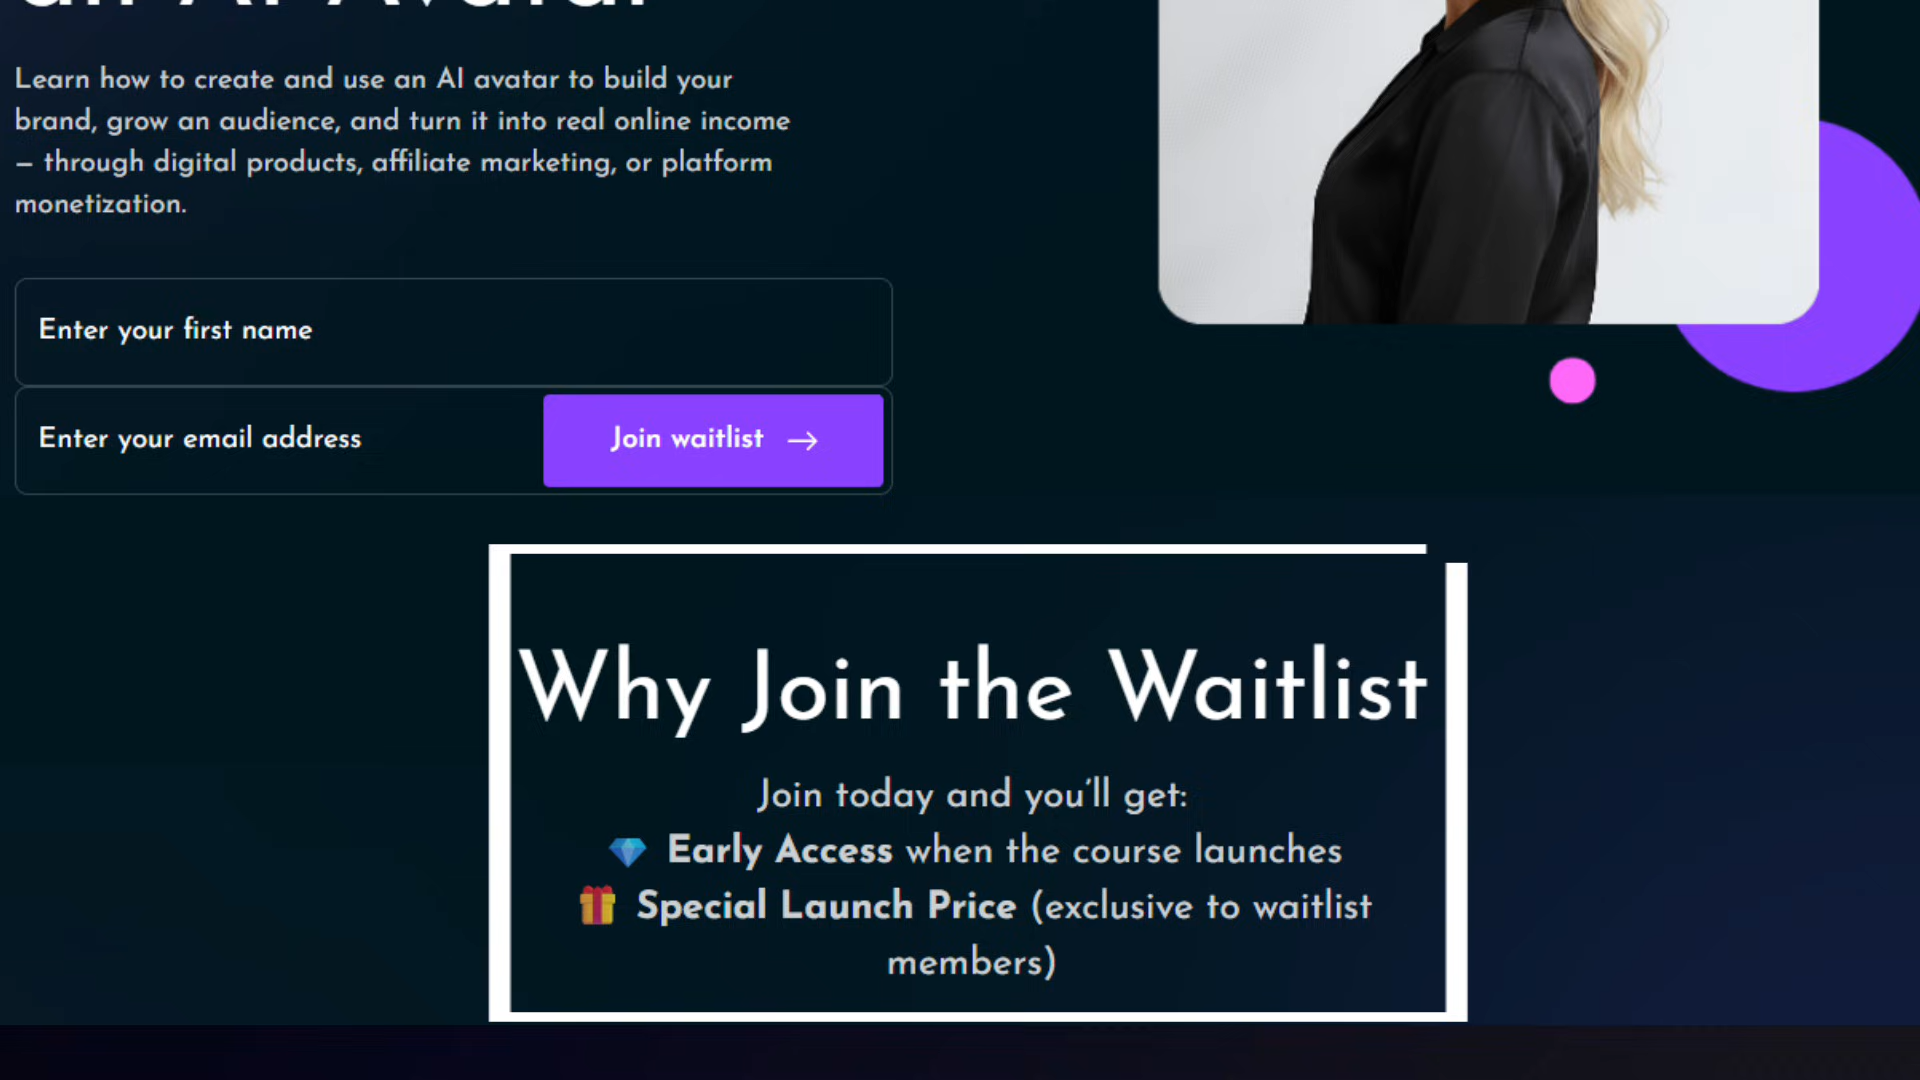 an AI Avatar
Learn how to create and use an AI avatar to build your
brand, grow an audience, and turn it into real online income
– through digital products, affiliate marketing, or platform
monetization.
Enter your first name
Enter your email address
Join waitlist →
Why Join the Waitlist
Join today and you'll get:
💎 Early Access when the course launches
🎁 Special Launch Price (exclusive to waitlist
members)